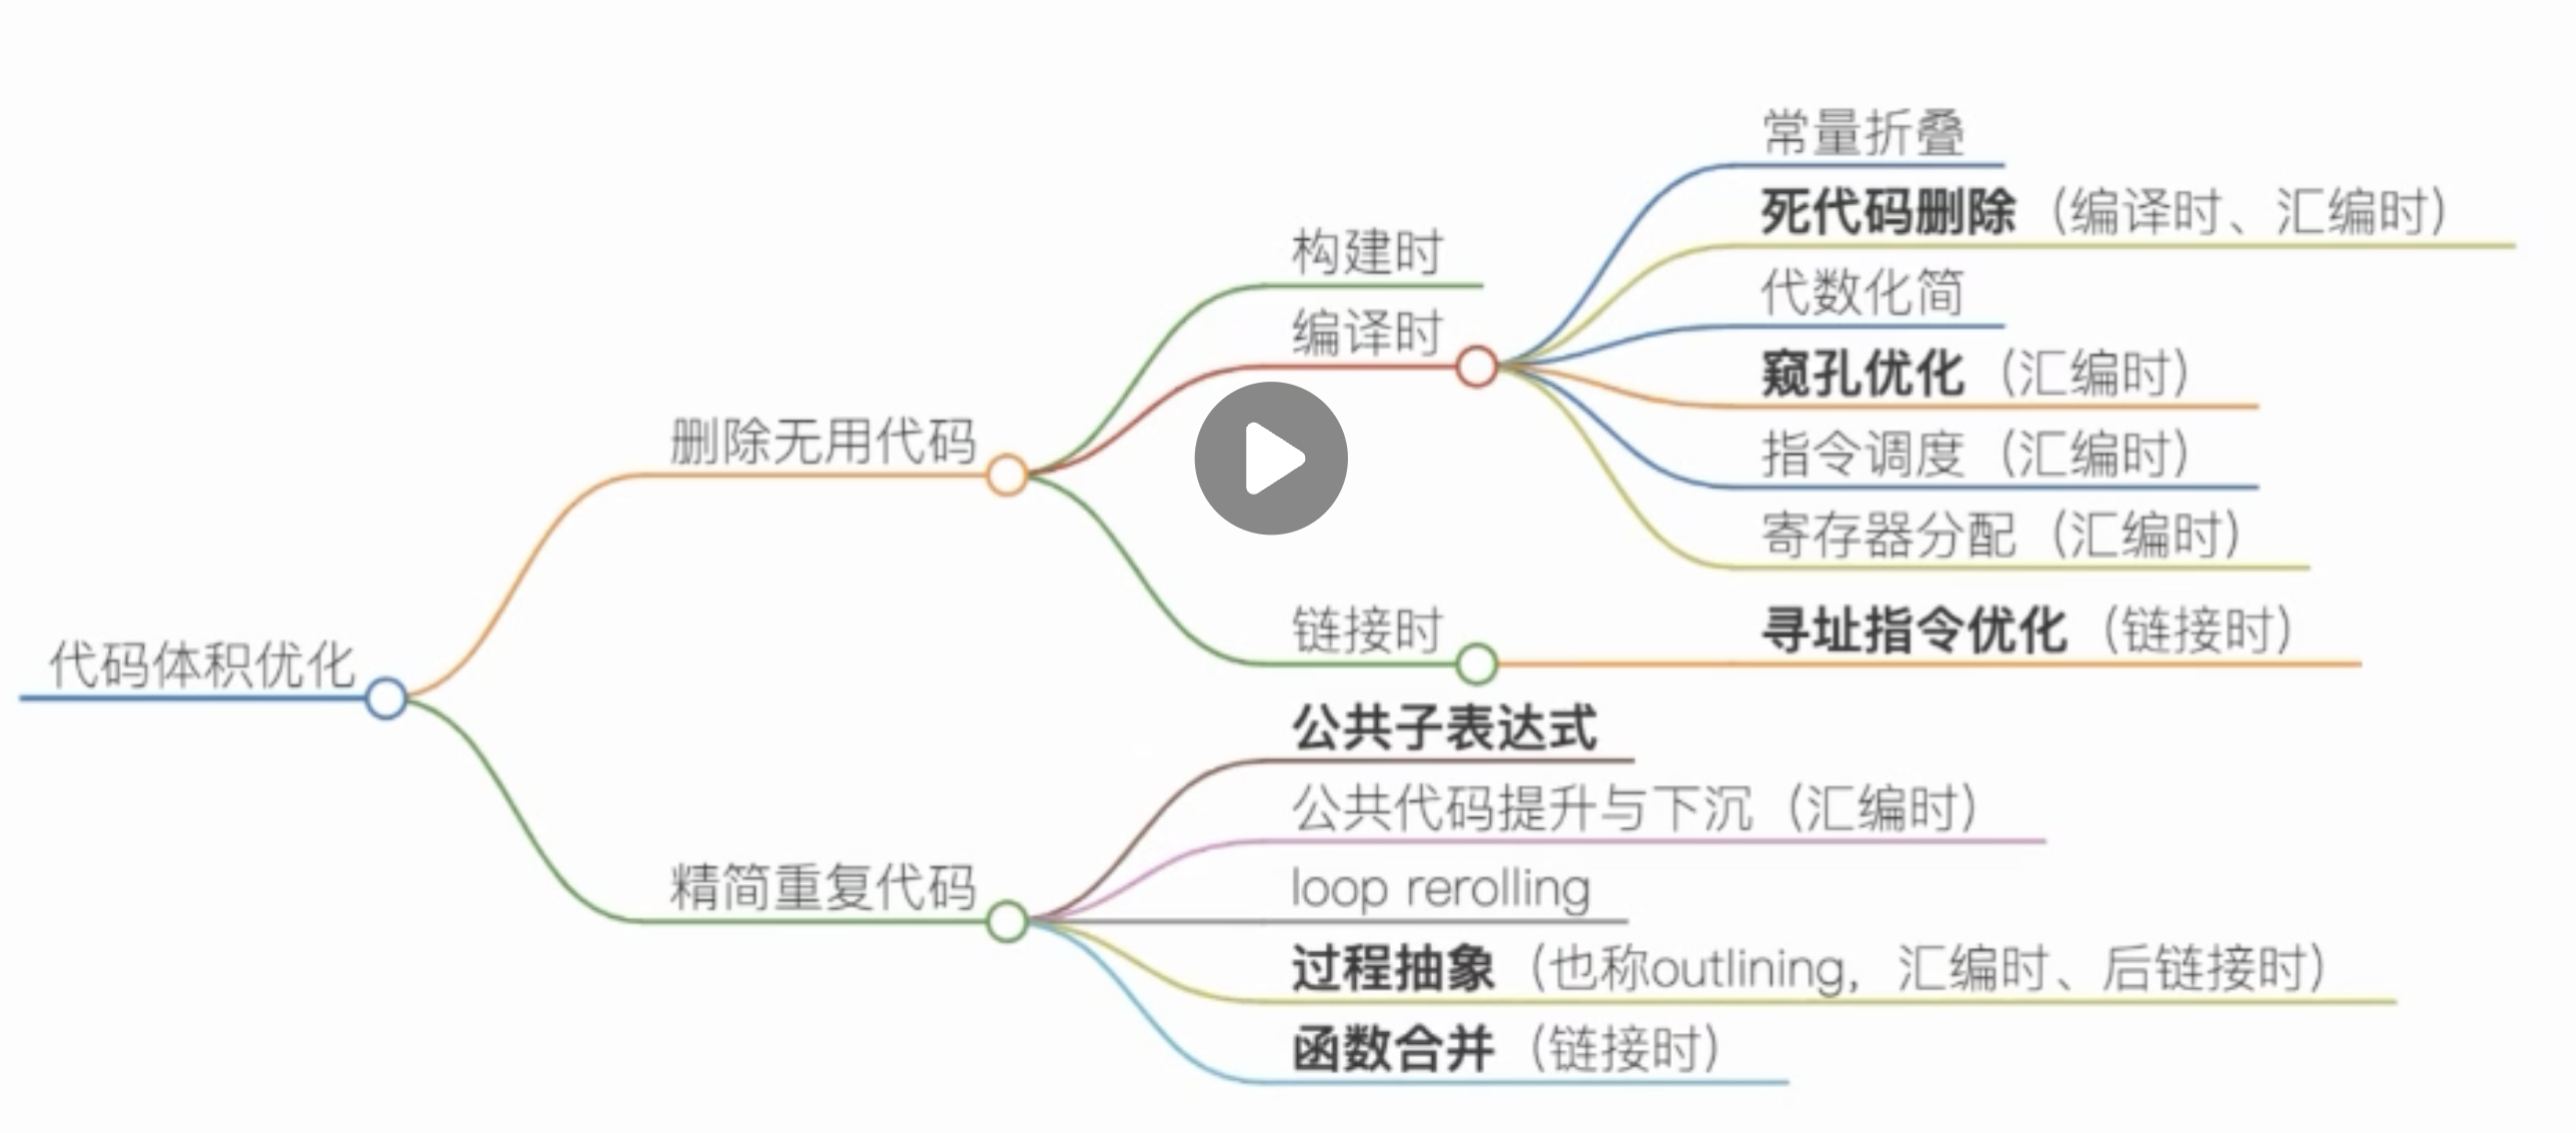 常量折叠
死代码删除（编译时、汇编时）
构建时
代数化简
编译时
窥孔优化（汇编时）
删除无用代码
指令调度（汇编时）
寄存器分配（汇编时）
链接时
寻址指令优化（链接时）
代码体积优化
公共子表达式
公共代码提升与下沉（汇编时）
精简重复代码
loop rerolling
过程抽象（也称outlining，汇编时、后链接时）
函数合并（链接时）